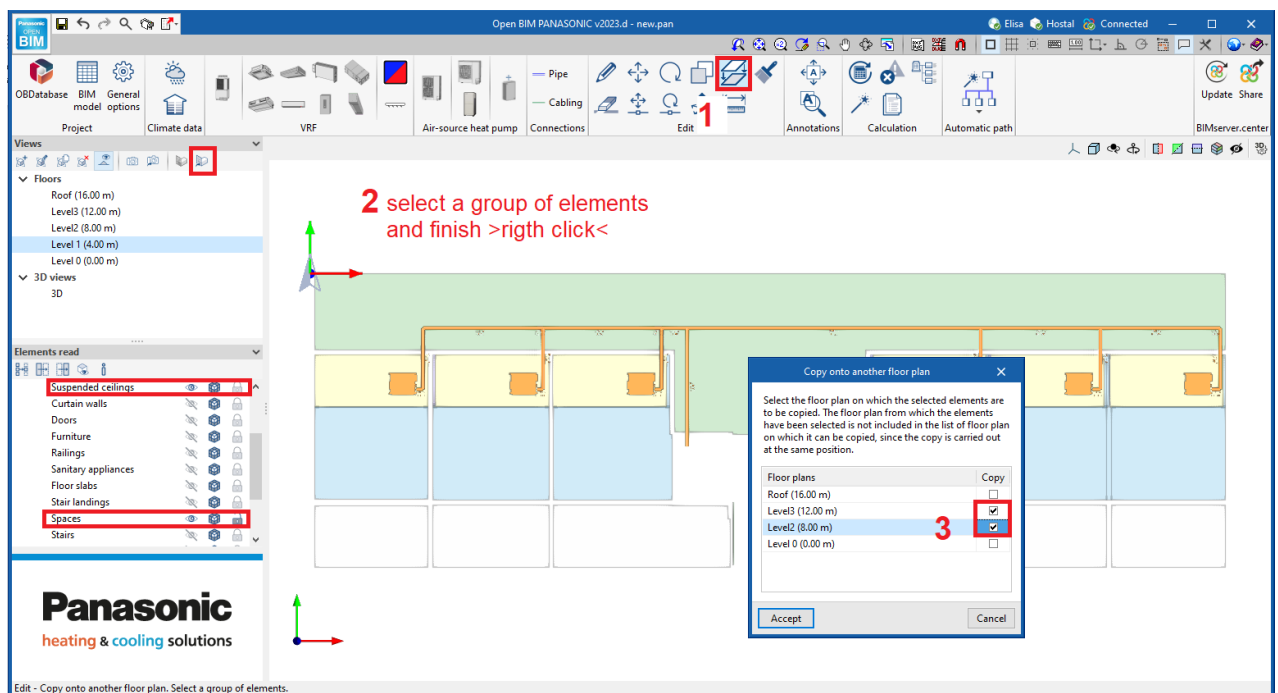 Panasonic
OPEN
BIM
Open BIM PANASONIC v2023.d - new.pan
Elisa
Hostal
Connected
OBDatabase
BIM model
General options
Pipe
Cabling
1
Update
Share
Project
Climate data
VRF
Air-source heat pump
Connections
Edit
Annotations
Calculation
Automatic path
BIMserver.center
Views
Floors
Roof (16.00 m)
Level3 (12.00 m)
Level2 (8.00 m)
Level 1 (4.00 m)
Level 0 (0.00 m)
3D views
3D
3D
2 select a group of elements
and finish >rigth click<
Elements read
Suspended ceilings
Curtain walls
Doors
Furniture
Railings
Sanitary appliances
Floor slabs
Stair landings
Spaces
Stairs
Copy onto another floor plan
Select the floor plan on which the selected elements are
to be copied. The floor plan from which the elements
have been selected is not included in the list of floor plan
on which it can be copied, since the copy is carried out
at the same position.
Floor plans Copy
Roof (16.00 m)
Level3 (12.00 m)
Level2 (8.00 m)
Level 0 (0.00 m)
3
Accept
Cancel
Panasonic
heating & cooling solutions
Edit - Copy onto another floor plan. Select a group of elements.